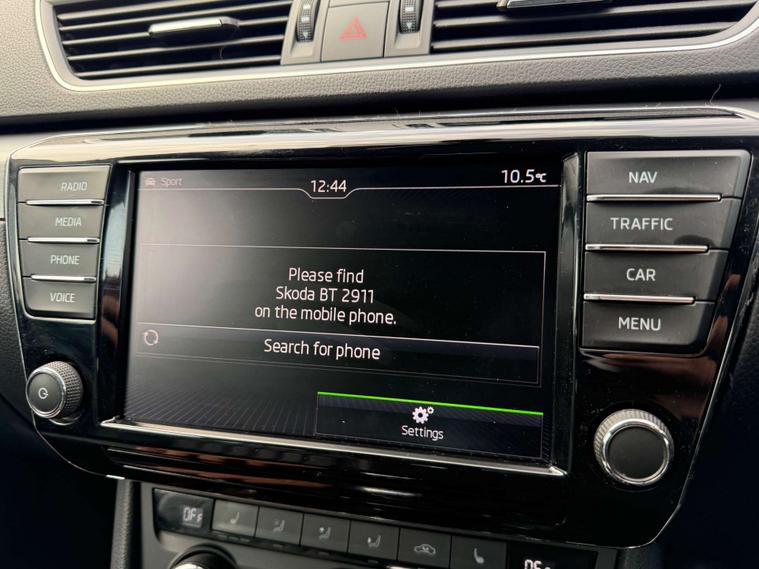 RADIO
MEDIA
PHONE
VOICE
Sport
12:44
10.5°C
Please find
Skoda BT 2911
on the mobile phone.
Search for phone
Settings
NAV
TRAFFIC
CAR
MENU
OFF